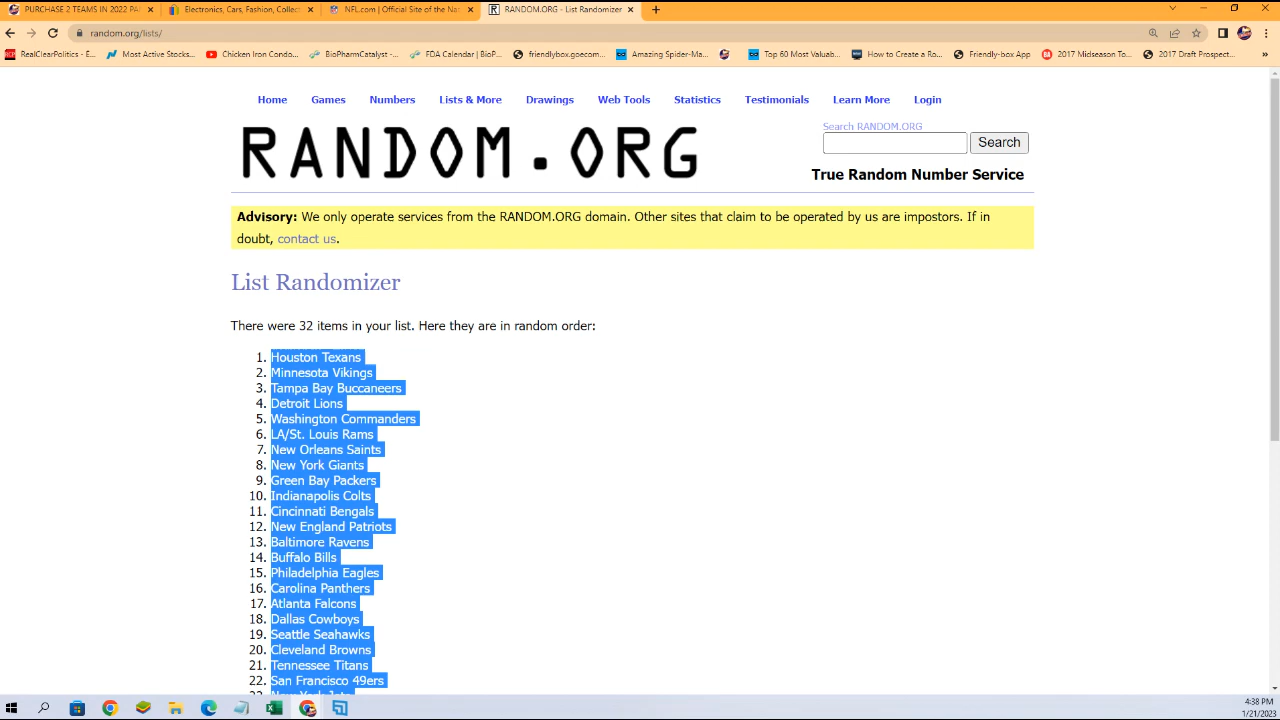 PURCHASE 2 TEAMS IN 2022 PA
Electronics, Cars, Fashion, Collec
NFL.com | Official Site of the Na
RANDOM.ORG - List Randomizer
random.org/lists/
RealClearPolitics - E...
Most Active Stocks...
Chicken Iron Condo...
BioPharmCatalyst -...
FDA Calendar | BioP...
friendlybox.goecom...
Amazing Spider-Ma...
Top 60 Most Valuab...
How to Create a Ro...
Friendly-box App
2017 Midseason To...
2017 Draft Prospect...
Home
Games
Numbers
Lists & More
Drawings
Web Tools
Statistics
Testimonials
Learn More
Login
RANDOM.ORG
Search RANDOM.ORG
Search
True Random Number Service
Advisory: We only operate services from the RANDOM.ORG domain. Other sites that claim to be operated by us are impostors. If in
doubt, contact us.
List Randomizer
There were 32 items in your list. Here they are in random order:
1. Houston Texans
2. Minnesota Vikings
3. Tampa Bay Buccaneers
4. Detroit Lions
5. Washington Commanders
6. LA/St. Louis Rams
7. New Orleans Saints
8. New York Giants
9. Green Bay Packers
10. Indianapolis Colts
11. Cincinnati Bengals
12. New England Patriots
13. Baltimore Ravens
14. Buffalo Bills
15. Philadelphia Eagles
16. Carolina Panthers
17. Atlanta Falcons
18. Dallas Cowboys
19. Seattle Seahawks
20. Cleveland Browns
21. Tennessee Titans
22. San Francisco 49ers
23. New York Jets
4:38 PM
1/21/2023